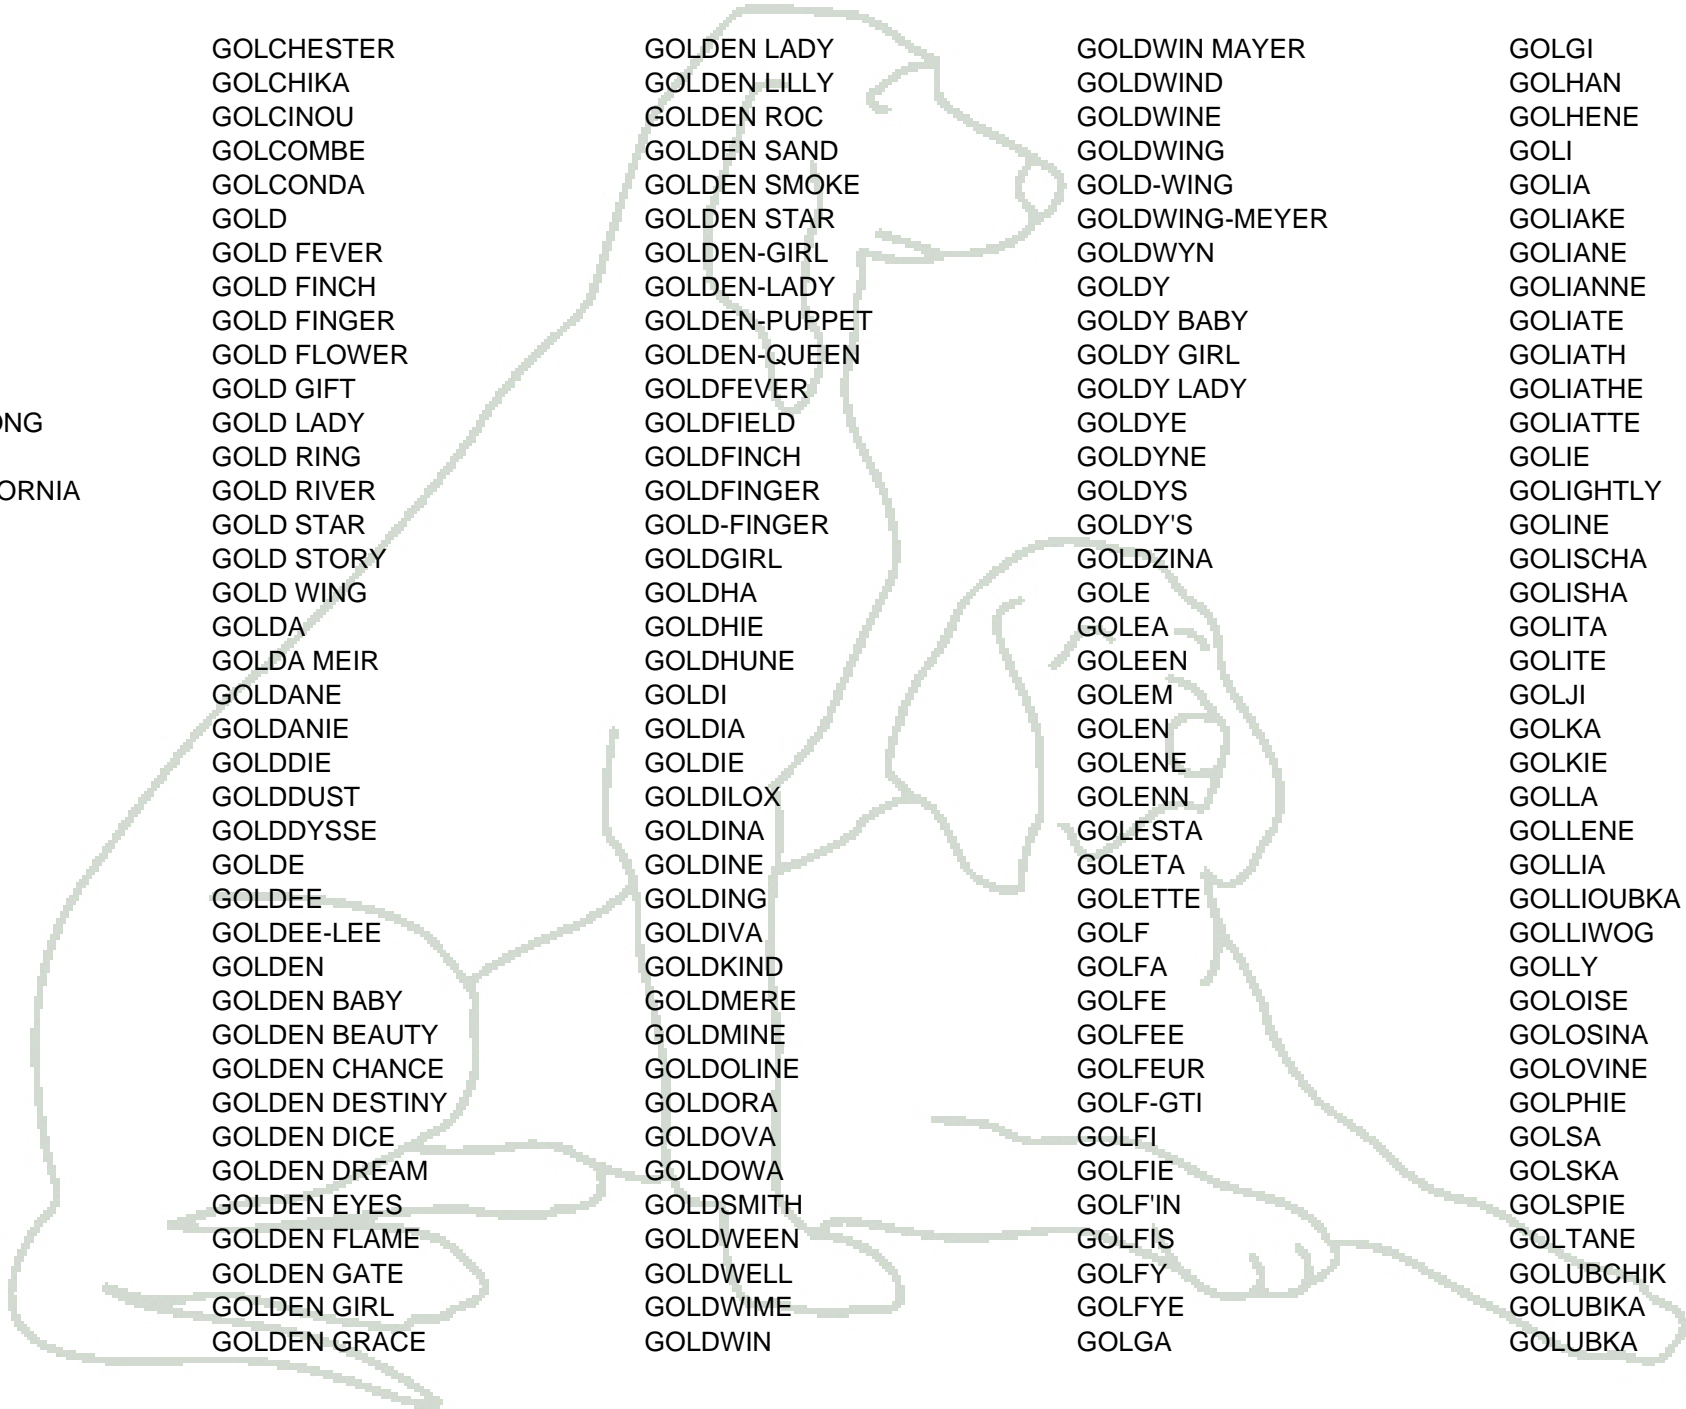 ONG
ORNIA
GOLCHESTER
GOLCHIKA
GOLCINOU
GOLCOMBE
GOLCONDA
GOLD
GOLD FEVER
GOLD FINCH
GOLD FINGER
GOLD FLOWER
GOLD GIFT
GOLD LADY
GOLD RING
GOLD RIVER
GOLD STAR
GOLD STORY
GOLD WING
GOLDA
GOLDA MEIR
GOLDANE
GOLDANIE
GOLDDIE
GOLDDUST
GOLDDYSSE
GOLDE
GOLDEE
GOLDEE-LEE
GOLDEN
GOLDEN BABY
GOLDEN BEAUTY
GOLDEN CHANCE
GOLDEN DESTINY
GOLDEN DICE
GOLDEN DREAM
GOLDEN EYES
GOLDEN FLAME
GOLDEN GATE
GOLDEN GIRL
GOLDEN GRACE
GOLDEN LADY
GOLDEN LILLY
GOLDEN ROC
GOLDEN SAND
GOLDEN SMOKE
GOLDEN STAR
GOLDEN-GIRL
GOLDEN-LADY
GOLDEN-PUPPET
GOLDEN-QUEEN
GOLDFEVER
GOLDFIELD
GOLDFINCH
GOLDFINGER
GOLD-FINGER
GOLDGIRL
GOLDHA
GOLDHIE
GOLDHUNE
GOLDI
GOLDIA
GOLDIE
GOLDILOX
GOLDINA
GOLDINE
GOLDING
GOLDIVA
GOLDKIND
GOLDMERE
GOLDMINE
GOLDOLINE
GOLDORA
GOLDOVA
GOLDOWA
GOLDSMITH
GOLDWEEN
GOLDWELL
GOLDWIME
GOLDWIN
GOLDWIN MAYER
GOLDWIND
GOLDWINE
GOLDWING
GOLD-WING
GOLDWING-MEYER
GOLDWYN
GOLDY
GOLDY BABY
GOLDY GIRL
GOLDY LADY
GOLDYE
GOLDYNE
GOLDYS
GOLDY'S
GOLDZINA
GOLE
GOLEA
GOLEEN
GOLEM
GOLEN
GOLENE
GOLENN
GOLESTA
GOLETA
GOLETTE
GOLF
GOLFA
GOLFE
GOLFEE
GOLFEUR
GOLF-GTI
GOLFI
GOLFIE
GOLF'IN
GOLFIS
GOLFY
GOLFYE
GOLGA
GOLGI
GOLHAN
GOLHENE
GOLI
GOLIA
GOLIAKE
GOLIANE
GOLIANNE
GOLIATE
GOLIATH
GOLIATHE
GOLIATTE
GOLIE
GOLIGHTLY
GOLINE
GOLISCHA
GOLISHA
GOLITA
GOLITE
GOLJI
GOLKA
GOLKIE
GOLLA
GOLLENE
GOLLIA
GOLLIOUBKA
GOLLIWOG
GOLLY
GOLOISE
GOLOSINA
GOLOVINE
GOLPHIE
GOLSA
GOLSKA
GOLSPIE
GOLTANE
GOLUBCHIK
GOLUBIKA
GOLUBKA